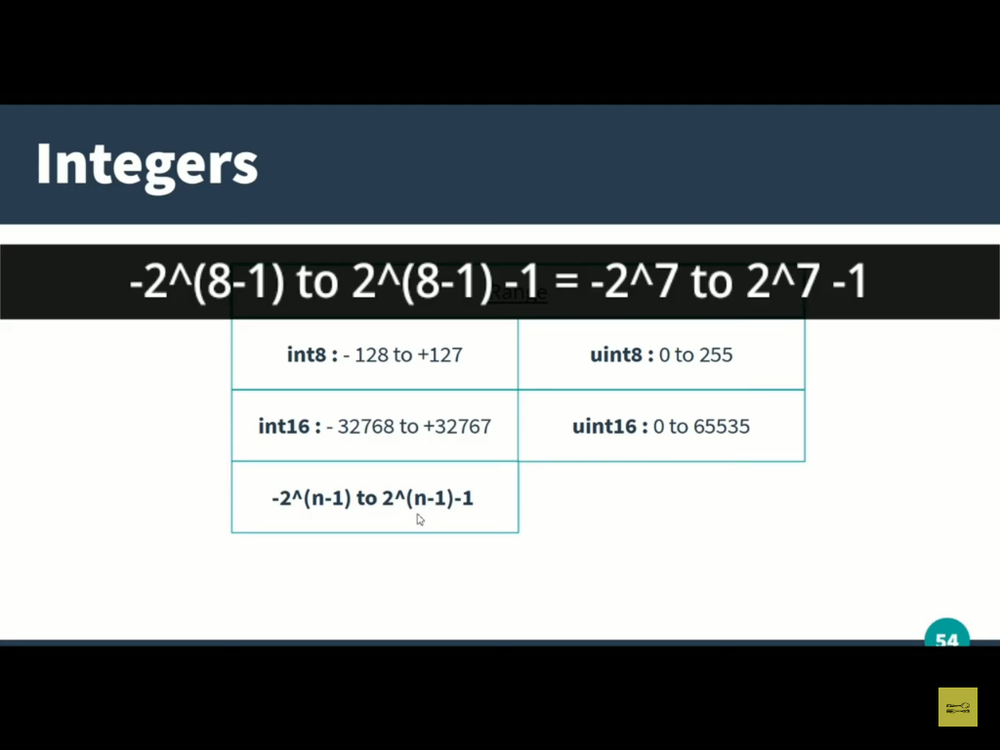 Integers
-2^(8-1) to 2^(8-1) -1 = -2^7 to 2^7 -1
Range
int8 : - 128 to +127
uint8 : 0 to 255
int16 : - 32768 to +32767
uint16 : 0 to 65535
-2^(n-1) to 2^(n-1)-1
54